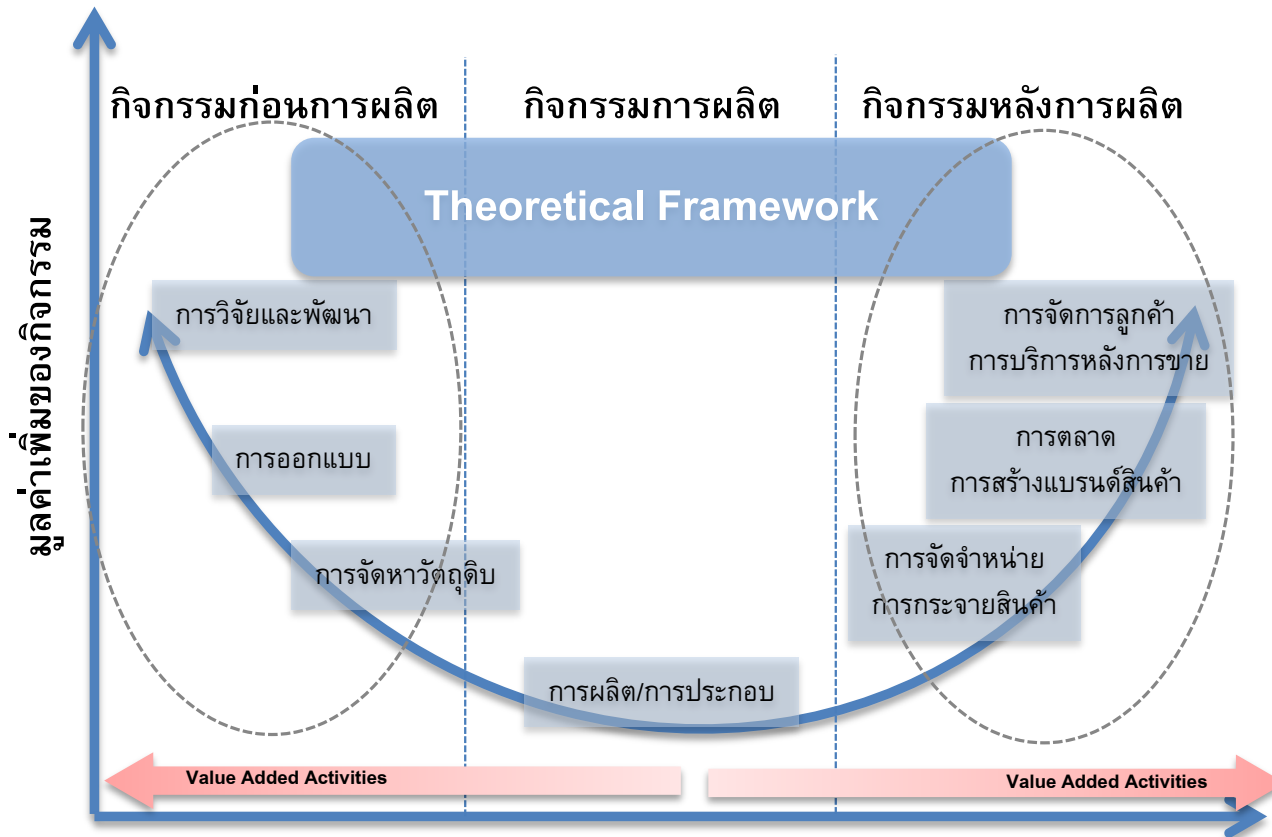 กิจกรรมก่อนการผลิต
กิจกรรมการผลิต
กิจกรรมหลังการผลิต
Theoretical Framework
มูลค่าเพิ่มของกิจกรรม
การวิจัยและพัฒนา
การออกแบบ
การจัดหาวัตถุดิบ
การผลิต/การประกอบ
การจัดการลูกค้า
การบริการหลังการขาย
การตลาด
การสร้างแบรนด์สินค้า
การจัดจำหน่าย
การกระจายสินค้า
Value Added Activities
Value Added Activities